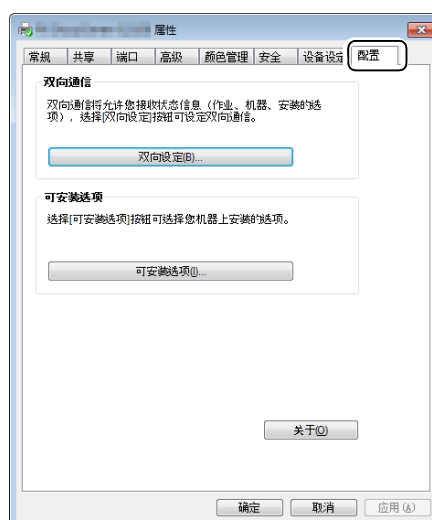 属性
常规 共享 端口 高级 颜色管理 安全 设备设定 配置
双向通信
双向通信将允许您接收状态信息（作业、机器、安装的选
项），选择[双向设定]按钮可设定双向通信。
双向设定(B)...
可安装选项
选择[可安装选项]按钮可选择您机器上安装的选项。
可安装选项(I)...
关于(O)
确定 取消 应用(A)